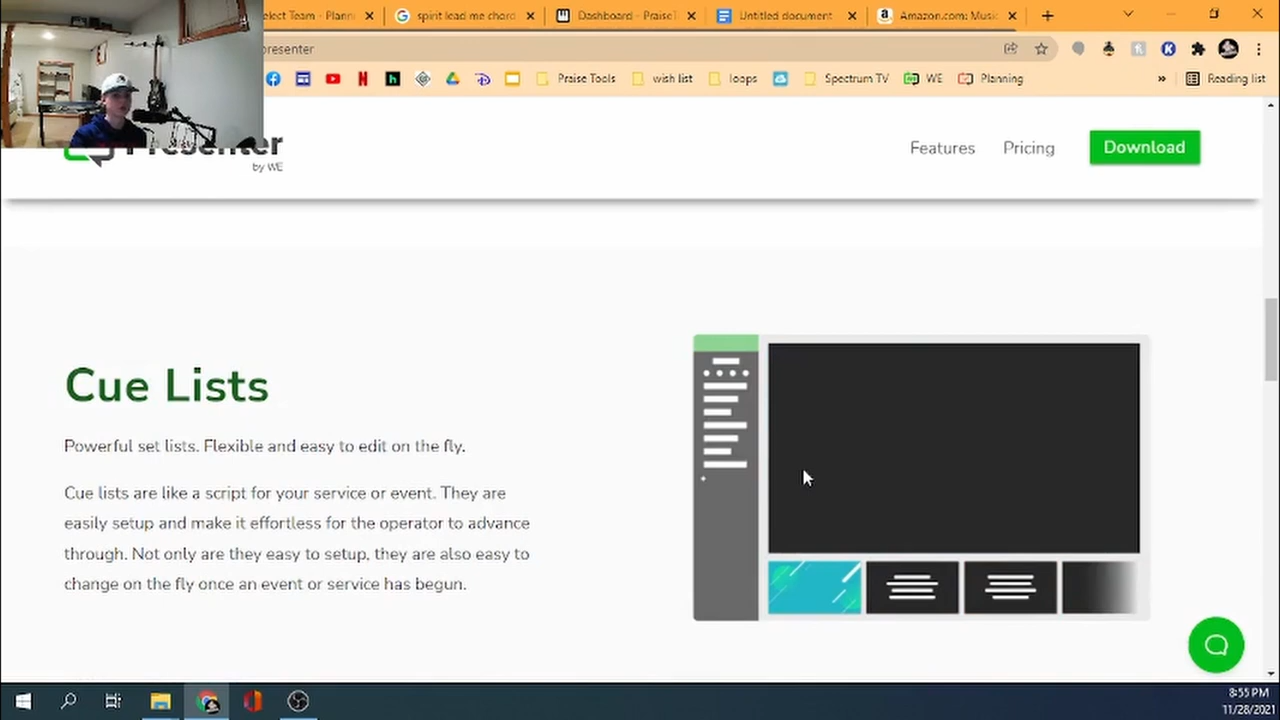 elect Team - Planni
spirit lead me chord
Dashboard - PraiseT
Untitled document
Amazon.com: Music
presenter
Praise Tools
wish list
loops
Spectrum TV
WE
Planning
»
Reading list
Presenter
by WE
Features
Pricing
Download
Cue Lists
Powerful set lists. Flexible and easy to edit on the fly.
Cue lists are like a script for your service or event. They are
easily setup and make it effortless for the operator to advance
through. Not only are they easy to setup, they are also easy to
change on the fly once an event or service has begun.
8:55 PM
11/28/2021